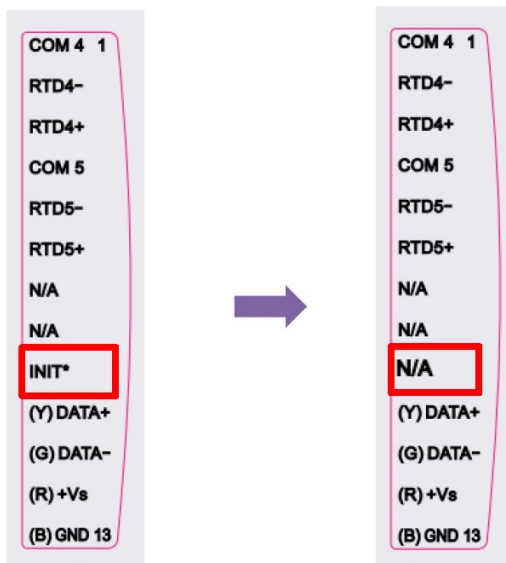 COM 4 1
RTD4-
RTD4+
COM 5
RTD5-
RTD5+
N/A
N/A
INIT*
(Y) DATA+
(G) DATA-
(R) +Vs
(B) GND 13
COM 4 1
RTD4-
RTD4+
COM 5
RTD5-
RTD5+
N/A
N/A
N/A
(Y) DATA+
(G) DATA-
(R) +Vs
(B) GND 13